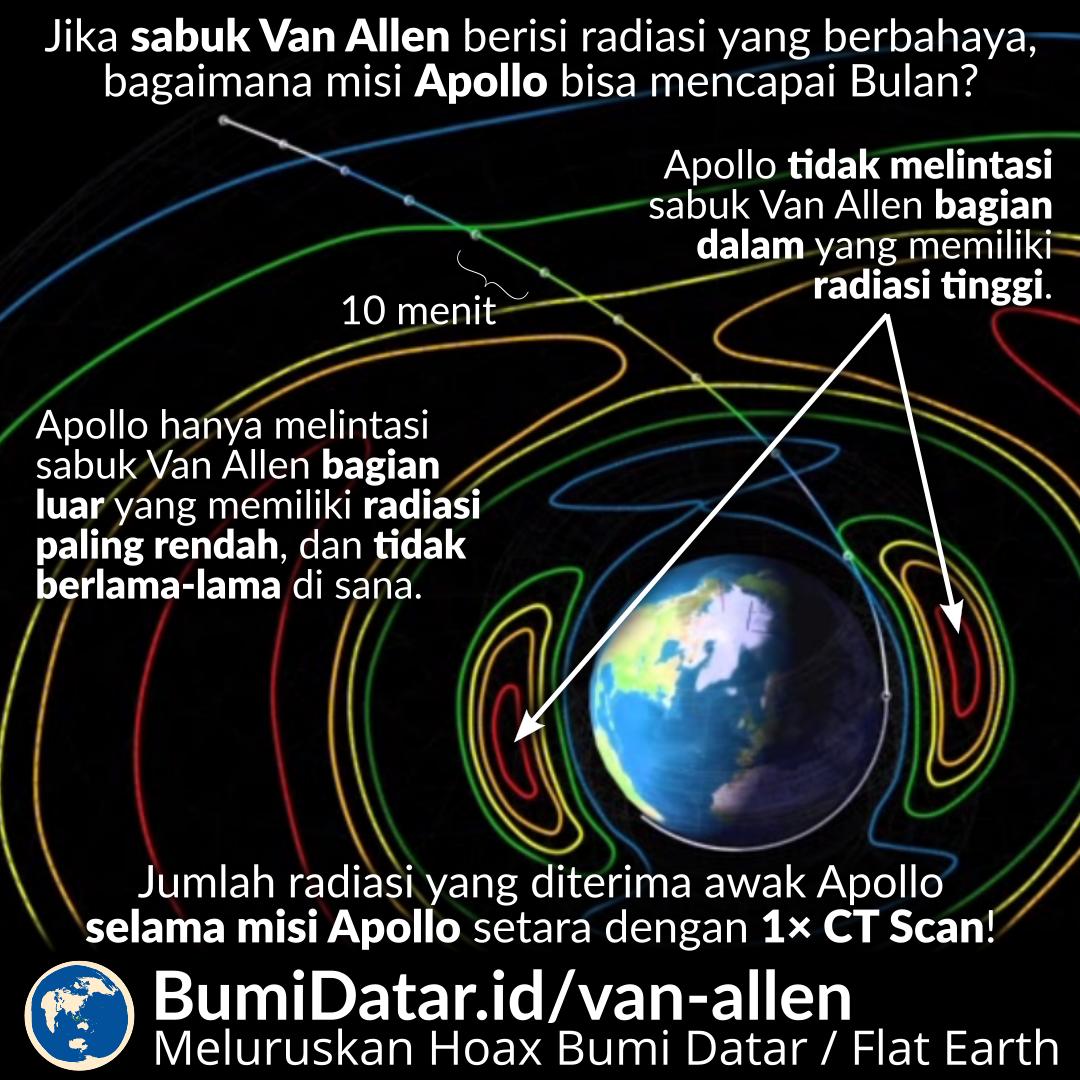 Jika sabuk Van Allen berisi radiasi yang berbahaya,
bagaimana misi Apollo bisa mencapai Bulan?
Apollo tidak melintasi
sabuk Van Allen bagian
dalam yang memiliki
radiasi tinggi.
10 menit
Apollo hanya melintasi
sabuk Van Allen bagian
luar yang memiliki radiasi
paling rendah, dan tidak
berlama-lama di sana.
Jumlah radiasi yang diterima awak Apollo
selama misi Apollo setara dengan 1× CT Scan!
BumiDatar.id/van-allen
Meluruskan Hoax Bumi Datar / Flat Earth